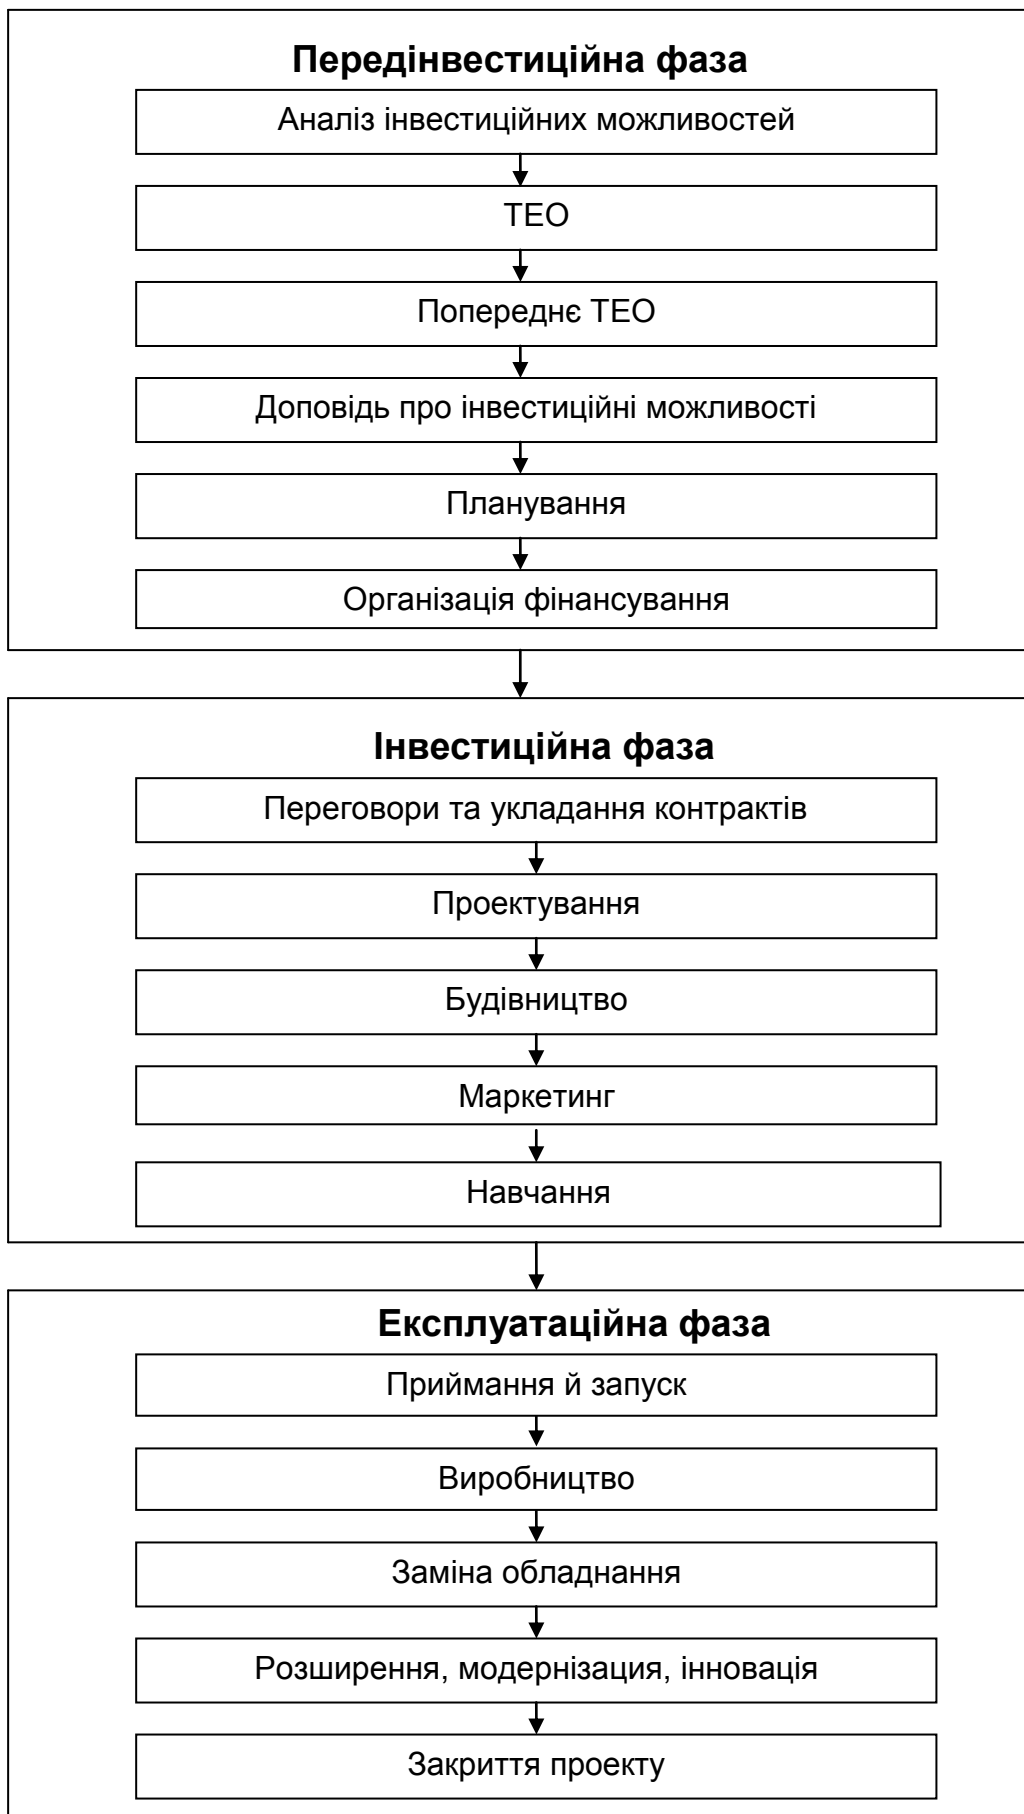 Передінвестиційна фаза
Аналіз інвестиційних можливостей
ТЕО
Попереднє ТЕО
Доповідь про інвестиційні можливості
Планування
Організація фінансування
Інвестиційна фаза
Переговори та укладання контрактів
Проектування
Будівництво
Маркетинг
Навчання
Експлуатаційна фаза
Приймання й запуск
Виробництво
Заміна обладнання
Розширення, модернізация, інновація
Закриття проекту